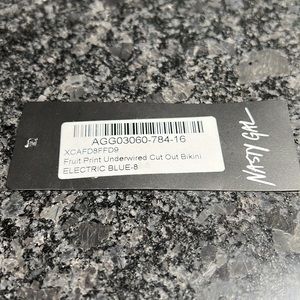 AGG03060-784-16
XCAFD8FFD9
Fruit Print Underwired Cut Out Bikini
ELECTRIC BLUE-8
NASTY GAL